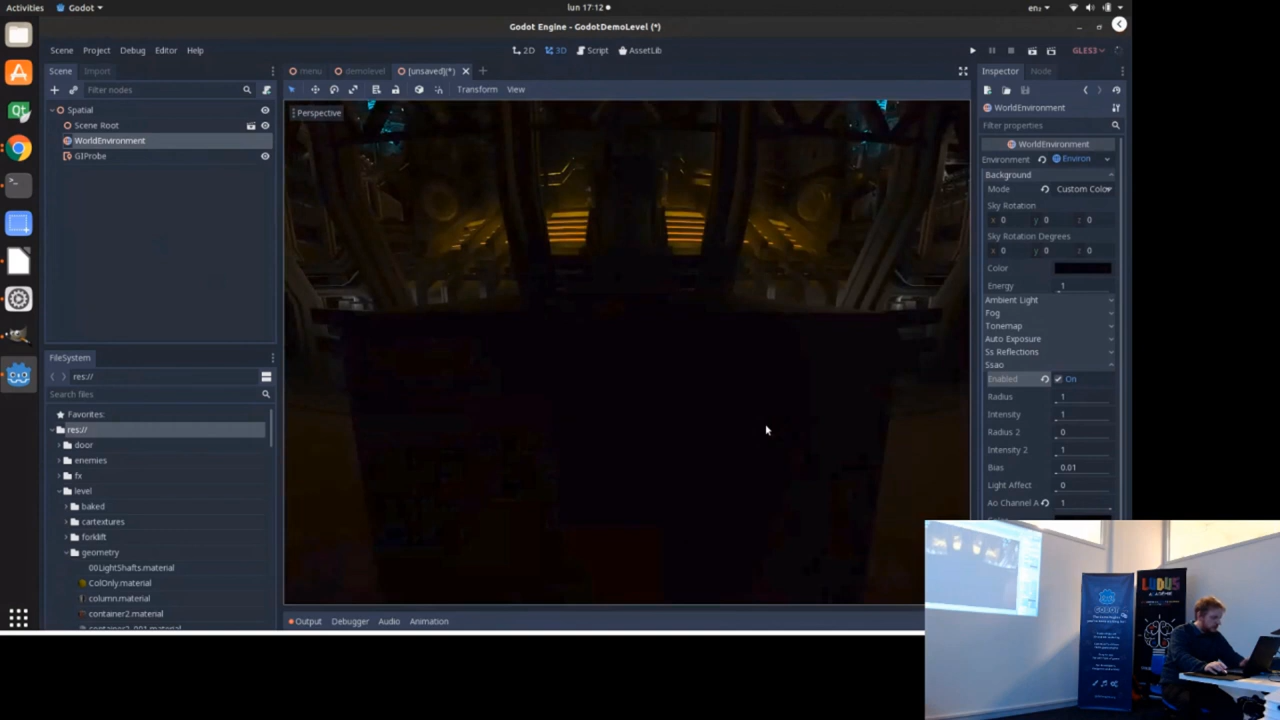 Activities Godot lun 17:12 en₂
Godot Engine - GodotDemoLevel (*)
Scene Project Debug Editor Help
2D 3D Script AssetLib
GLES3
Scene Import
menu demolevel [unsaved](*)
Inspector Node
Filter nodes
Transform View
Spatial
Scene Root
WorldEnvironment
GIProbe
Perspective
WorldEnvironment
Filter properties
WorldEnvironment
Environment Environ
Background
Mode Custom Color
Sky Rotation
x 0 y 0 z 0
Sky Rotation Degrees
x 0 y 0 z 0
Color
Energy 1
Ambient Light
Fog
Tonemap
Auto Exposure
Ss Reflections
Ssao
Enabled On
Radius 1
Intensity 1
Radius 2 0
Intensity 2 1
Bias 0.01
Light Affect 0
Ao Channel A 1
FileSystem
res://
Search files
Favorites:
res://
door
enemies
fx
level
baked
cartextures
forklift
geometry
00LightShafts.material
ColOnly.material
column.material
container2.material
container2_001.material
Output Debugger Audio Animation
GODOT
LUDUS